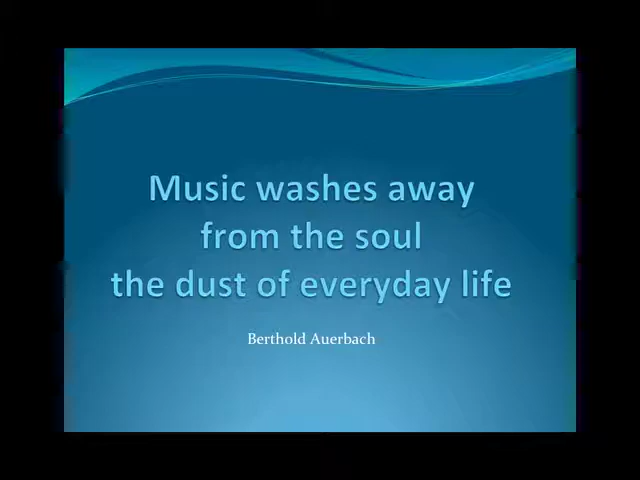 Music washes away
from the soul
the dust of everyday life
Berthold Auerbach